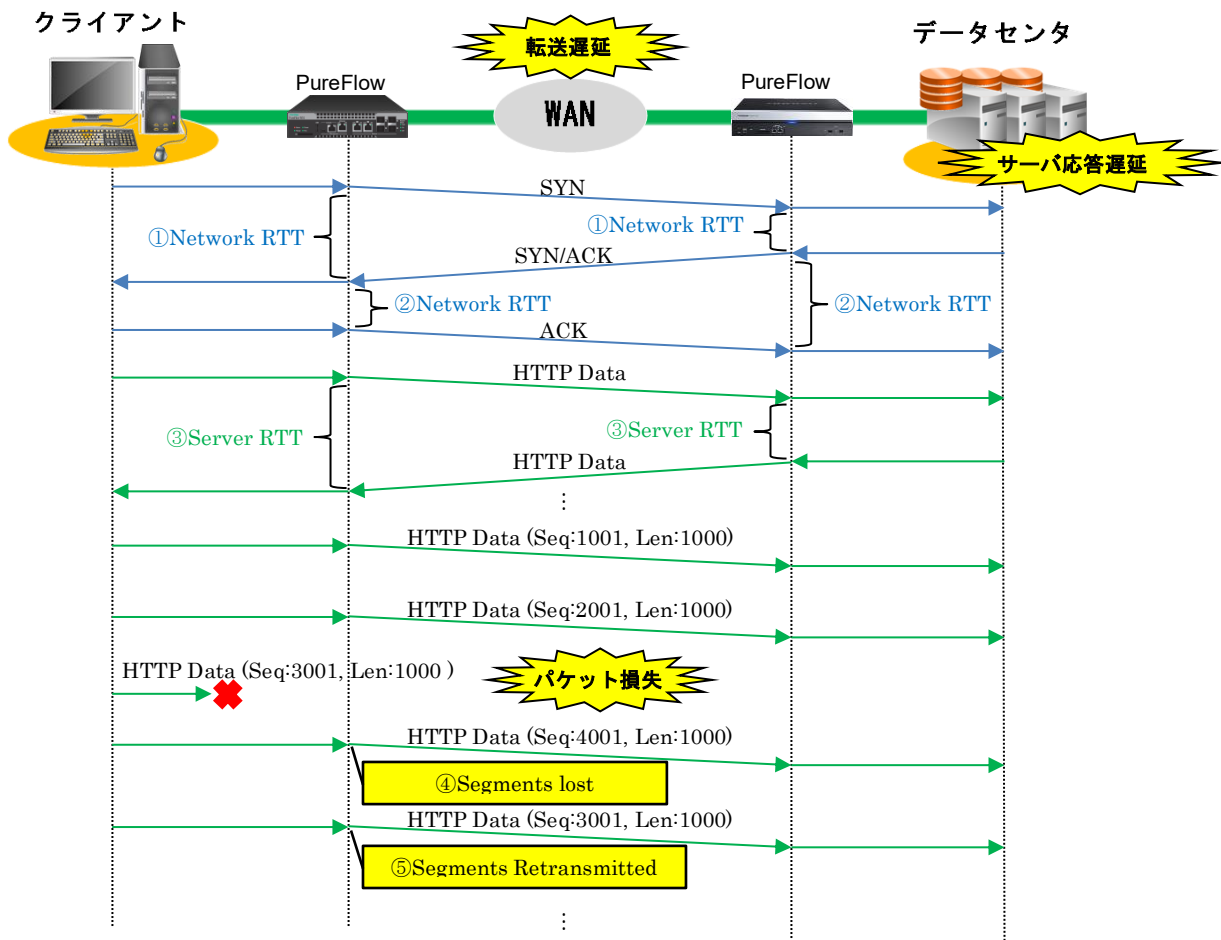 クライアント
転送遅延
データセンタ
PureFlow
PureFlow
WAN
サーバ応答遅延
SYN
①Network RTT
①Network RTT
SYN/ACK
②Network RTT
②Network RTT
ACK
HTTP Data
③Server RTT
③Server RTT
HTTP Data
⋮
HTTP Data (Seq:1001, Len:1000)
HTTP Data (Seq:2001, Len:1000)
HTTP Data (Seq:3001, Len:1000 )
パケット損失
HTTP Data (Seq:4001, Len:1000)
④Segments lost
HTTP Data (Seq:3001, Len:1000)
⑤Segments Retransmitted
⋮